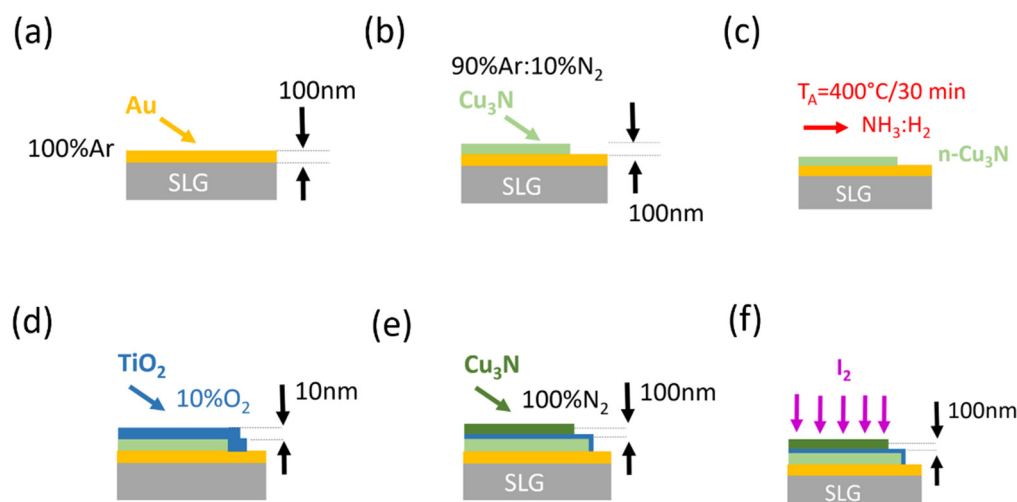 (a)
100nm
Au
100%Ar
SLG
(b)
90%Ar:10%N₂
Cu₃N
SLG
100nm
(c)
T_A=400°C/30 min
NH₃:H₂
n-Cu₃N
SLG
(d)
TiO₂
10%O₂
10nm
(e)
Cu₃N
100%N₂
100nm
SLG
(f)
I₂
100nm
SLG